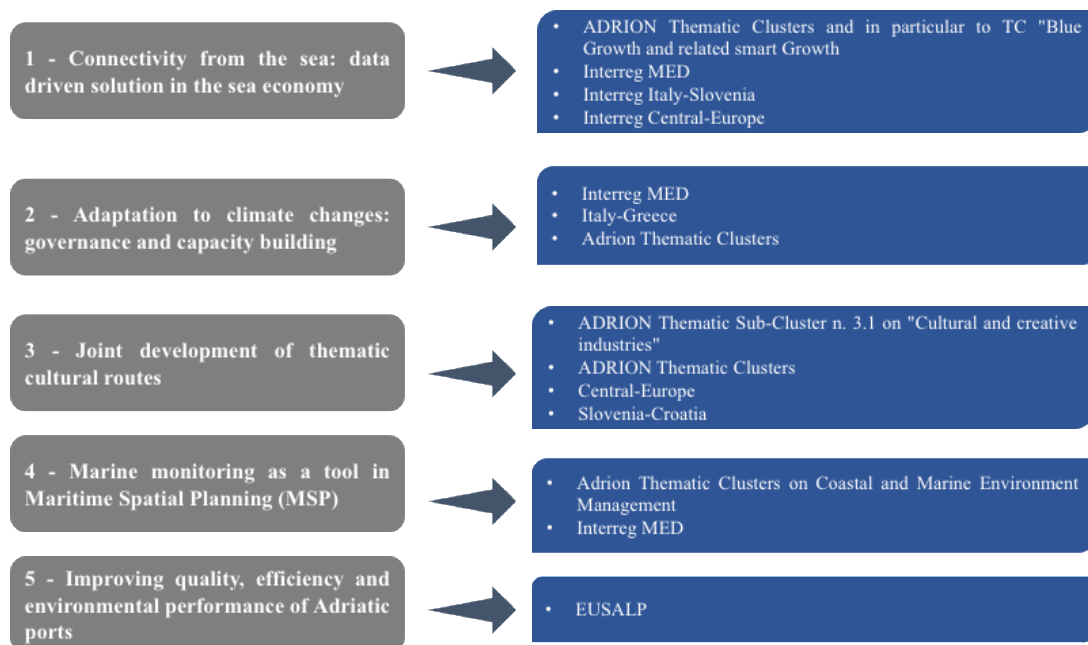 1 - Connectivity from the sea: data
driven solution in the sea economy
• ADRION Thematic Clusters and in particular to TC "Blue
Growth and related smart Growth
• Interreg MED
• Interreg Italy-Slovenia
• Interreg Central-Europe
2 - Adaptation to climate changes:
governance and capacity building
• Interreg MED
• Italy-Greece
• Adrion Thematic Clusters
3 - Joint development of thematic
cultural routes
• ADRION Thematic Sub-Cluster n. 3.1 on "Cultural and creative
industries"
• ADRION Thematic Clusters
• Central-Europe
• Slovenia-Croatia
4 - Marine monitoring as a tool in
Maritime Spatial Planning (MSP)
• Adrion Thematic Clusters on Coastal and Marine Environment
Management
• Interreg MED
5 - Improving quality, efficiency and
environmental performance of Adriatic
ports
• EUSALP